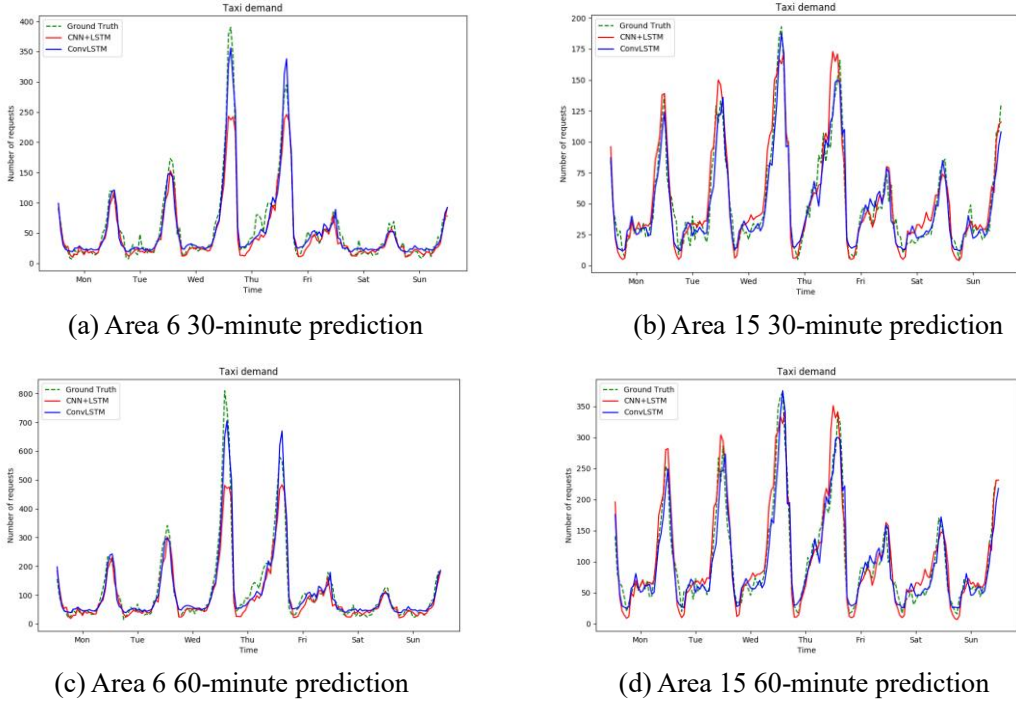 Taxi demand
Ground Truth
CNN+LSTM
ConvLSTM
Number of requests
400
350
300
250
200
150
100
50
0
Mon Tue Wed Thu Fri Sat Sun
Time
(a) Area 6 30-minute prediction
Taxi demand
Ground Truth
CNN+LSTM
ConvLSTM
Number of requests
200
175
150
125
100
75
50
25
0
Mon Tue Wed Thu Fri Sat Sun
Time
(b) Area 15 30-minute prediction
Taxi demand
Ground Truth
CNN+LSTM
ConvLSTM
Number of requests
800
700
600
500
400
300
200
100
0
Mon Tue Wed Thu Fri Sat Sun
Time
(c) Area 6 60-minute prediction
Taxi demand
Ground Truth
CNN+LSTM
ConvLSTM
Number of requests
350
300
250
200
150
100
50
0
Mon Tue Wed Thu Fri Sat Sun
Time
(d) Area 15 60-minute prediction